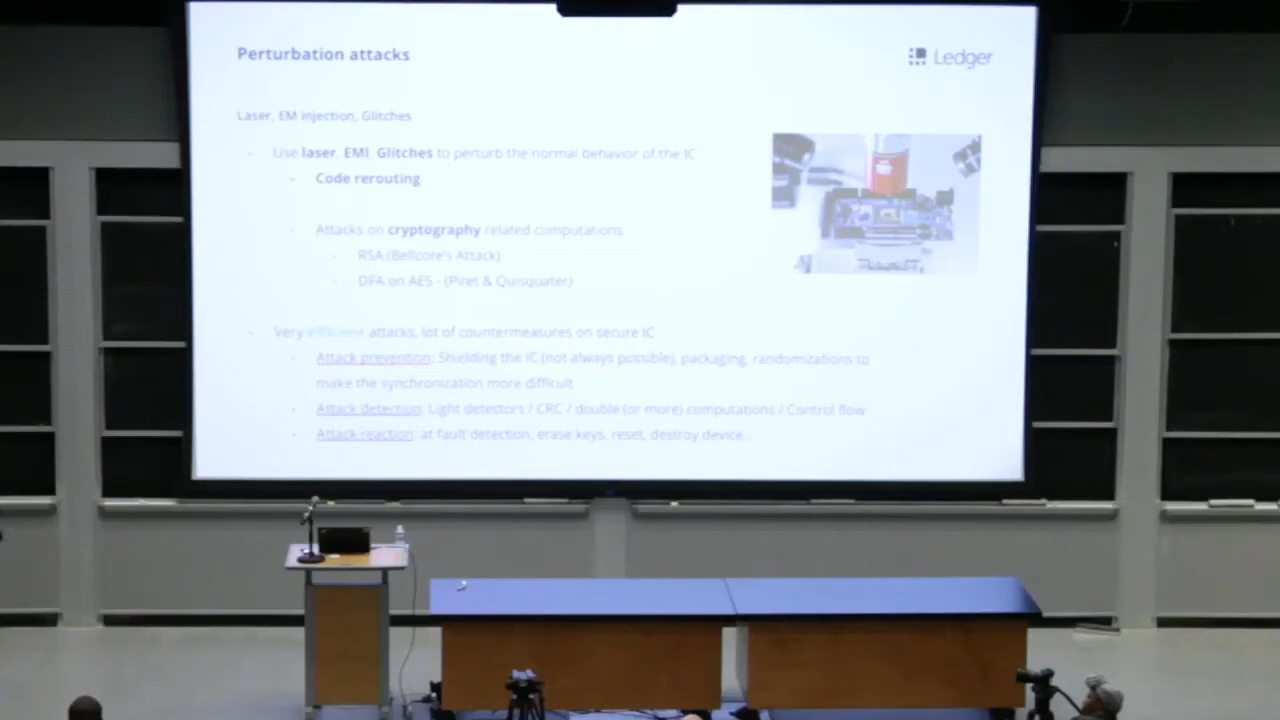 Perturbation attacks
Ledger
Laser, EM injection, Glitches
- Use laser, EMI, Glitches to perturb the normal behavior of the IC
- Code rerouting
- Attacks on cryptography related computations
- RSA (Bellcore's Attack)
- DFA on AES - (Piret & Quisquater)
- Very efficient attacks, lot of countermeasures on secure IC
- Attack prevention: Shielding the IC (not always possible), packaging, randomizations to
make the synchronization more difficult
- Attack detection: Light detectors / CRC / double (or more) computations / Control flow
- Attack reaction: at fault detection, erase keys, reset, destroy device...